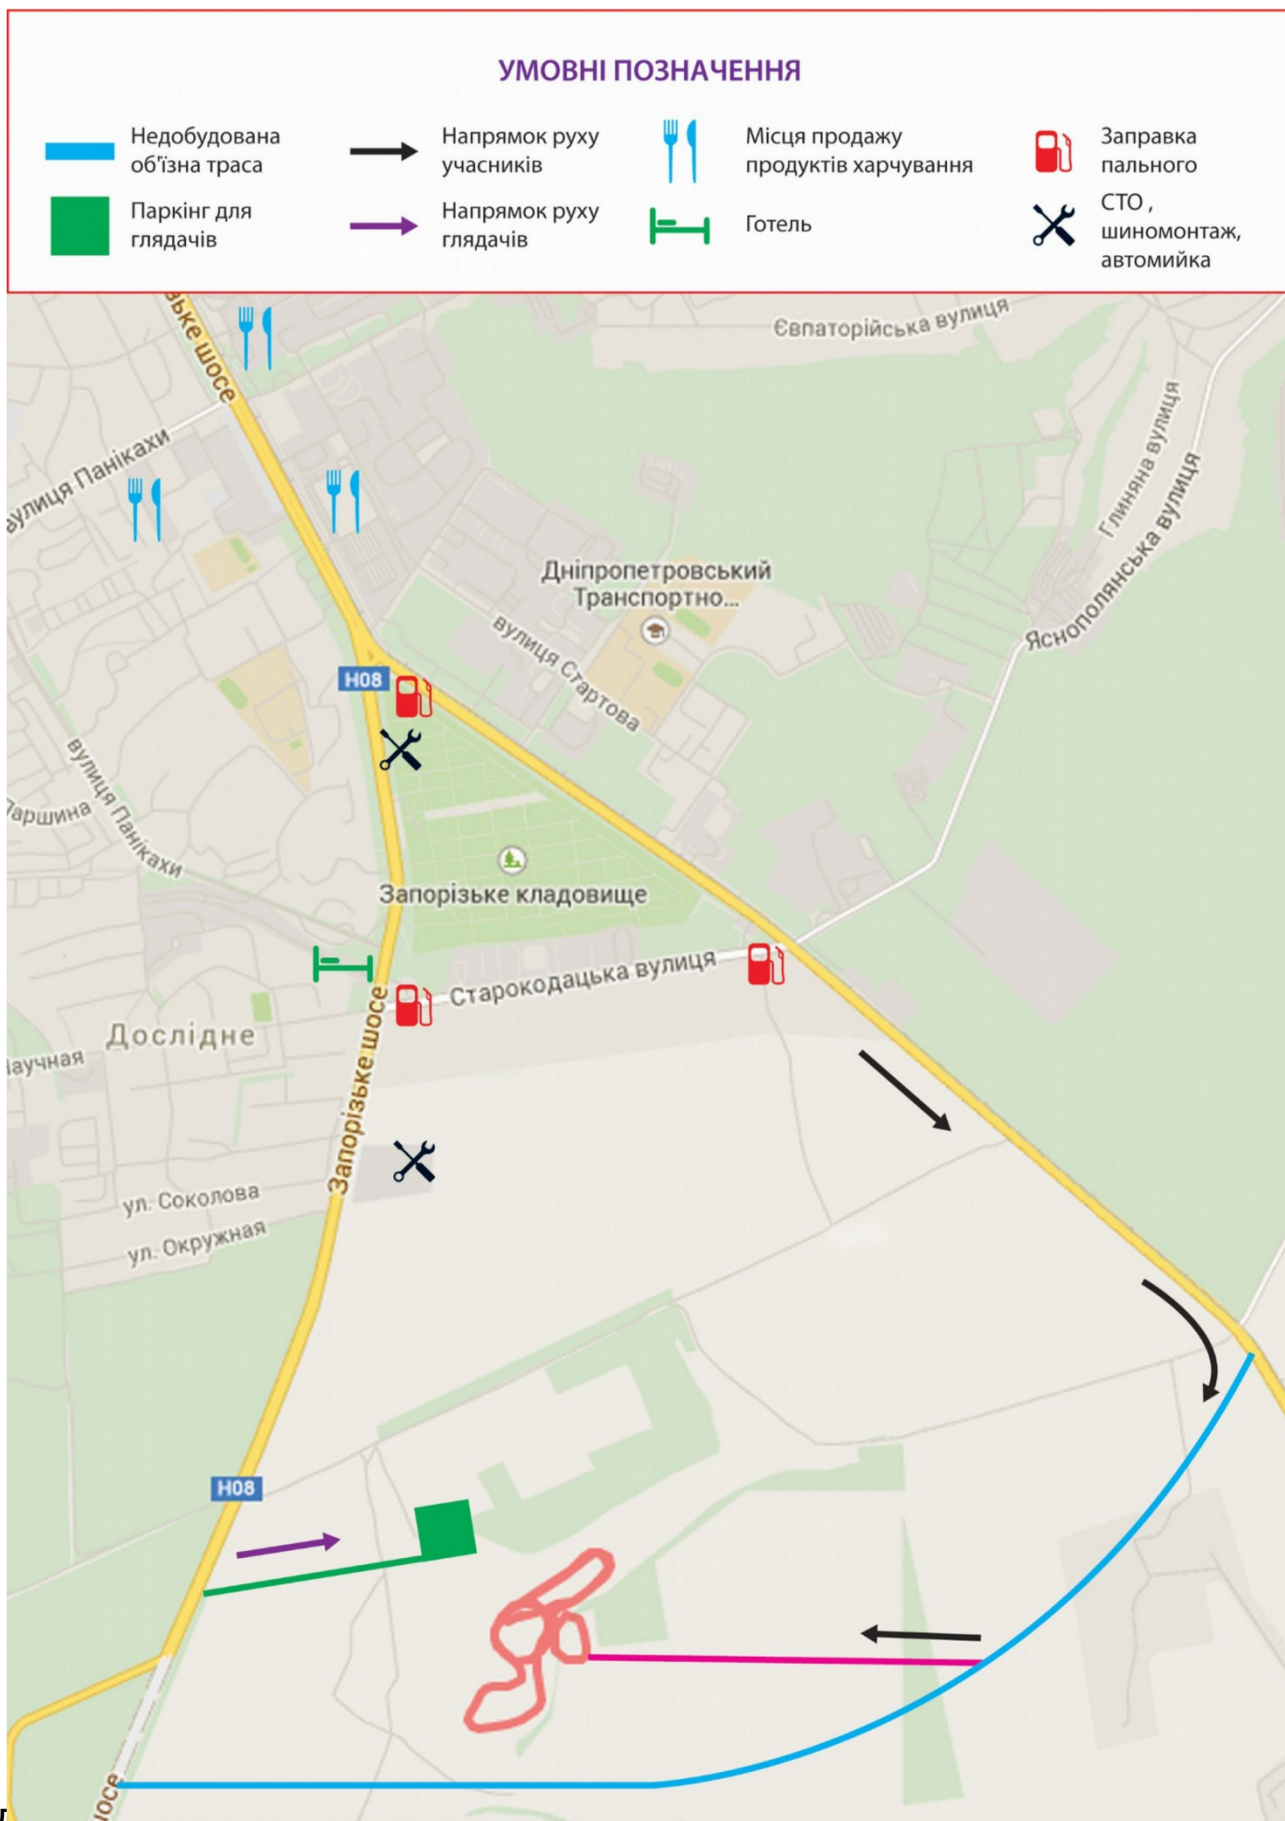 УМОВНІ ПОЗНАЧЕННЯ
Недобудована
об'їзна траса
Напрямок руху
учасників
Місця продажу
продуктів харчування
Заправка
пального
Паркінг для
глядачів
Напрямок руху
глядачів
Готель
СТО ,
шиномонтаж,
автомийка
зьке шосе
Євпаторійська вулиця
вулиця Панікахи
Глиняна вулиця
Яснополянська вулиця
Дніпропетровський
Транспортно...
вулиця Стартова
H08
вулиця Панікахи
Паршина
Запорізьке кладовище
Старокодацька вулиця
Дослідне
Научная
Запорізьке шосе
ул. Соколова
ул. Окружная
H08
шосе